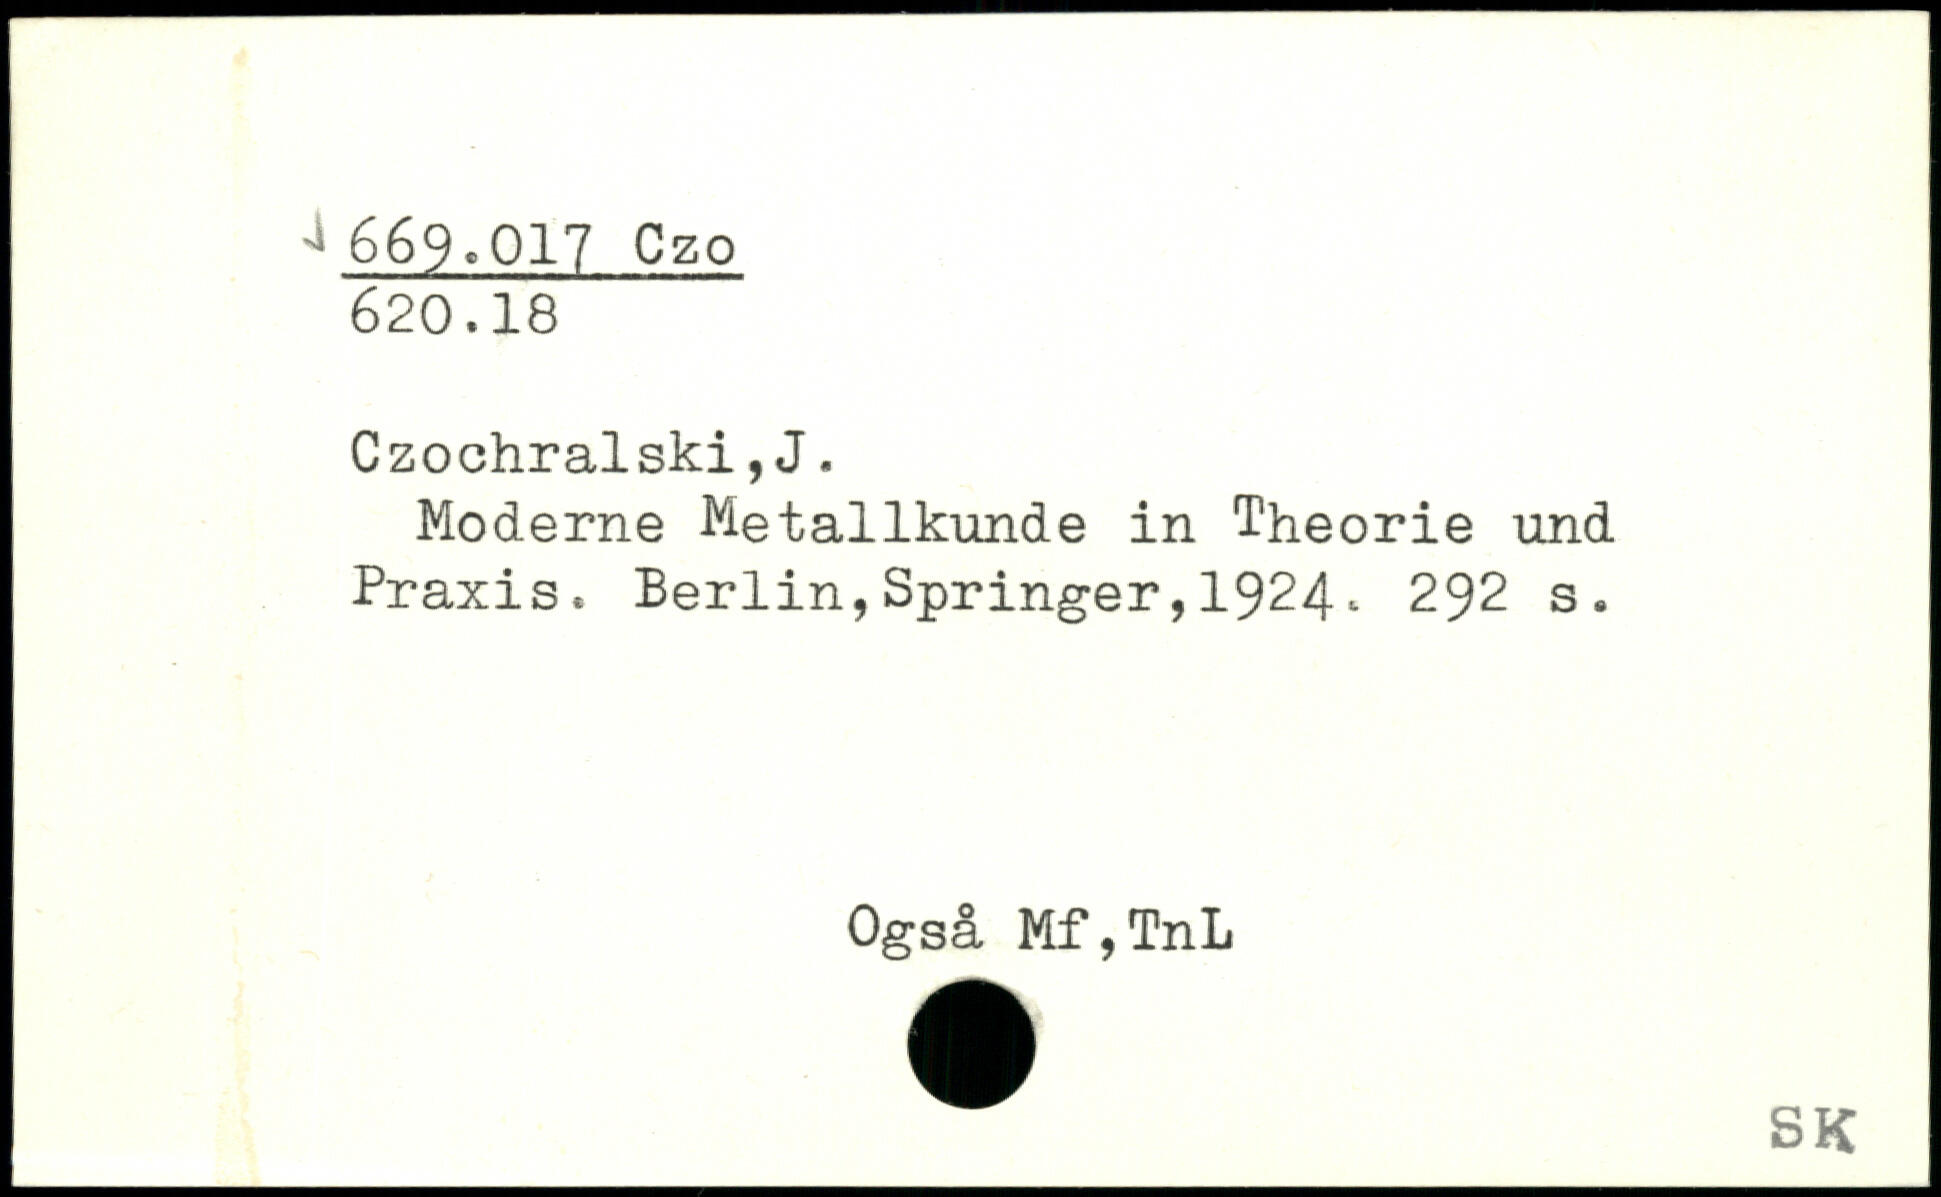 669.017 Czo
620.18
Czochralski,J.
Moderne Metallkunde in Theorie und
Praxis. Berlin,Springer,1924. 292 s.
Også Mf,TnL
SK